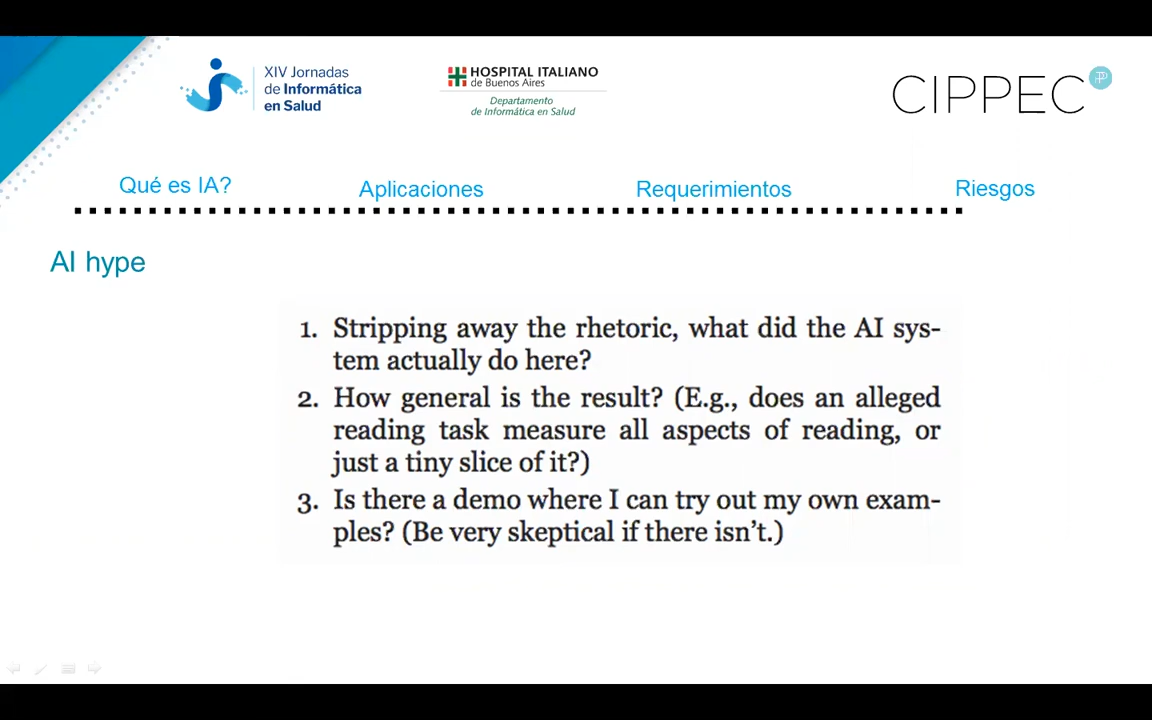 XIV Jornadas
de Informática
en Salud
HOSPITAL ITALIANO
de Buenos Aires
Departamento
de Informática en Salud
CIPPEC
Qué es IA?
Aplicaciones
Requerimientos
Riesgos
AI hype
1. Stripping away the rhetoric, what did the AI sys-
tem actually do here?
2. How general is the result? (E.g., does an alleged
reading task measure all aspects of reading, or
just a tiny slice of it?)
3. Is there a demo where I can try out my own exam-
ples? (Be very skeptical if there isn't.)